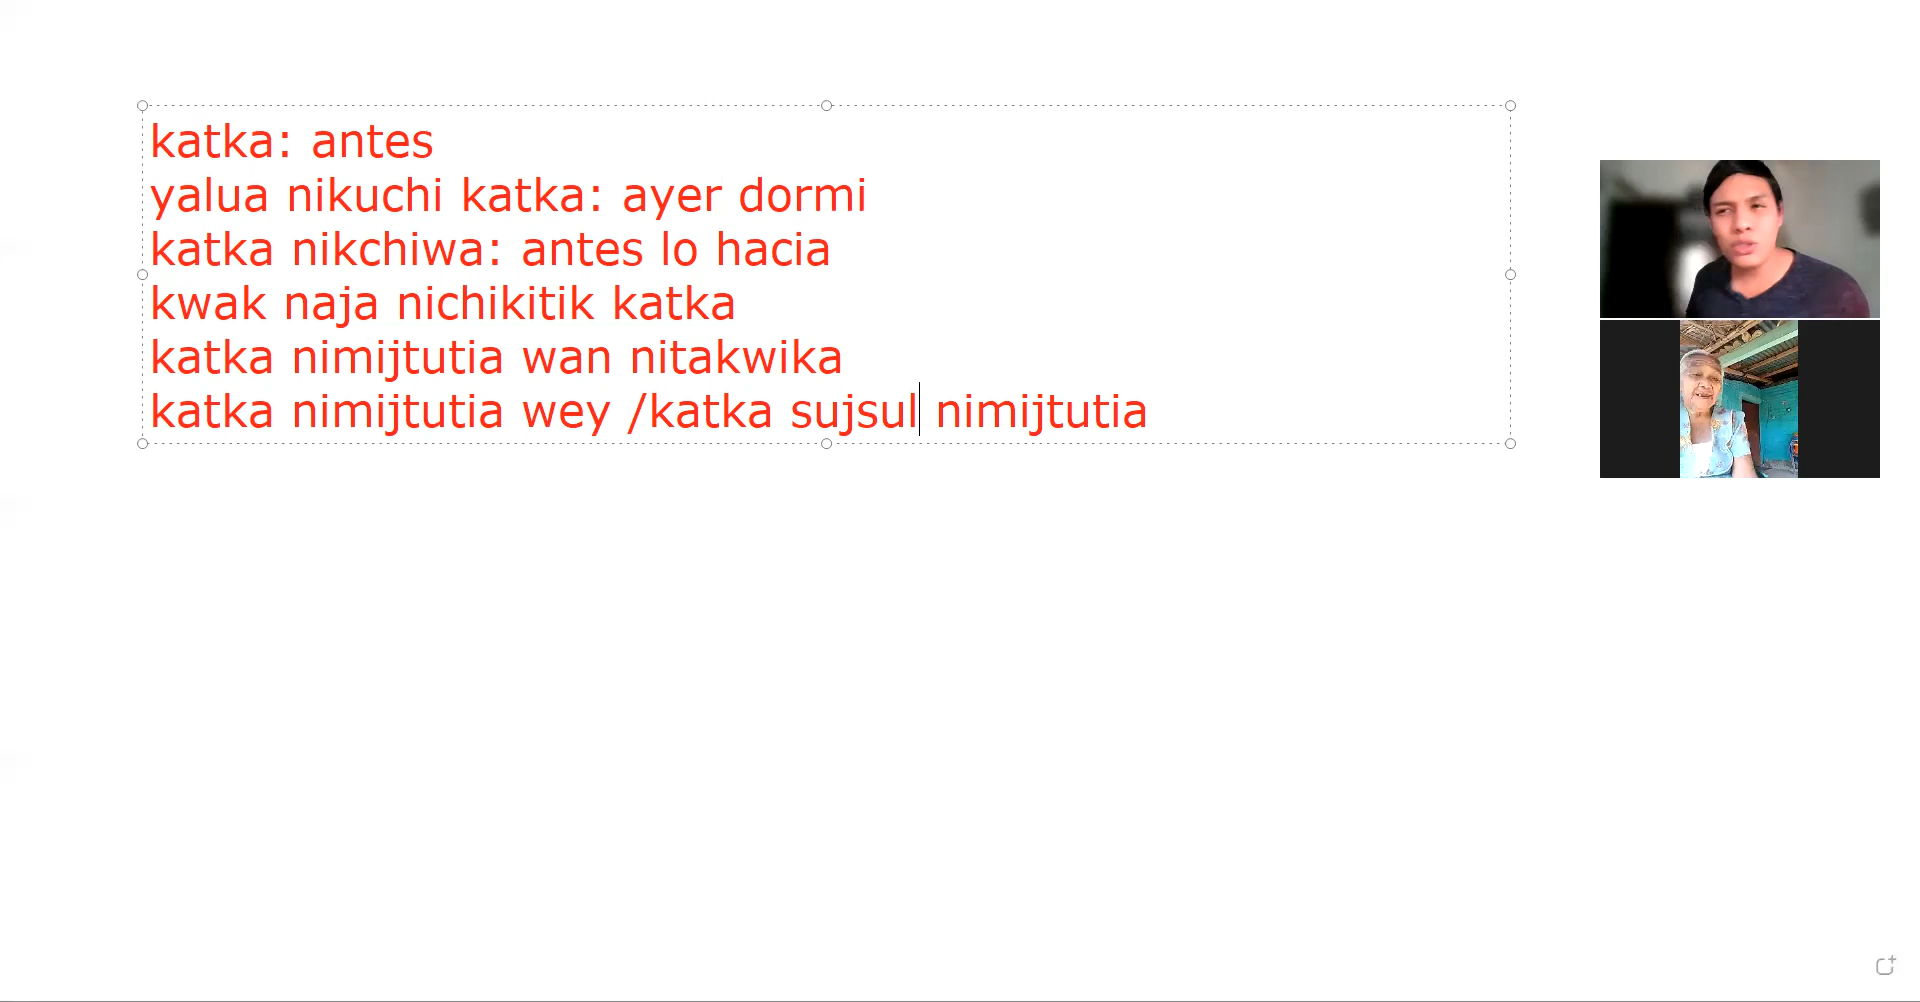 katka: antes
yalua nikuchi katka: ayer dormi
katka nikchiwa: antes lo hacia
kwak naja nichikitik katka
katka nimijtutia wan nitakwika
katka nimijtutia wey /katka sujsul nimijtutia